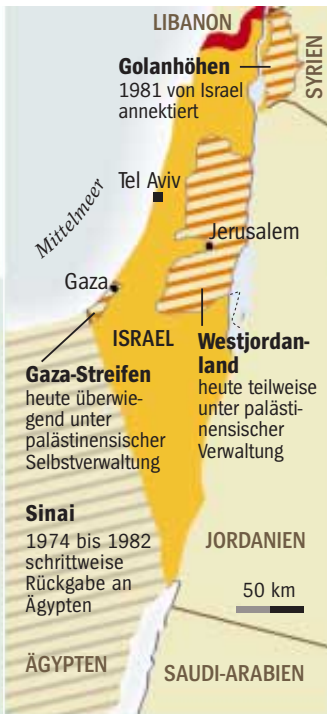 LIBANON
SYRIEN
Golanhöhen
1981 von Israel
annektiert
Mittelmeer
Tel Aviv
Jerusalem
Gaza
ISRAEL
Westjordan-
land
heute teilweise
unter palästi-
nensischer
Verwaltung
Gaza-Streifen
heute überwie-
gend unter
palästinensischer
Selbstverwaltung
Sinai
1974 bis 1982
schrittweise
Rückgabe an
Ägypten
JORDANIEN
50 km
ÄGYPTEN
SAUDI-ARABIEN